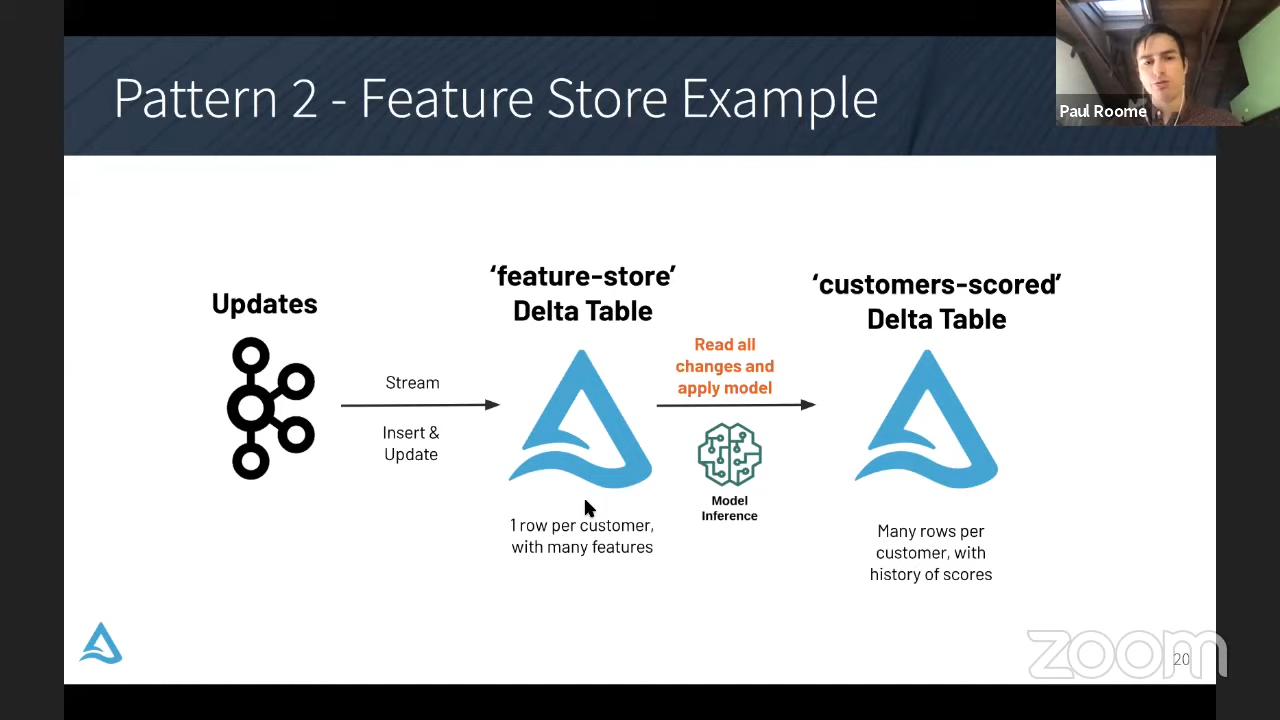 Pattern 2 - Feature Store Example
Paul Roome
Updates
Stream
Insert &
Update
‘feature-store’
Delta Table
1 row per customer,
with many features
Read all
changes and
apply model
Model
Inference
‘customers-scored’
Delta Table
Many rows per
customer, with
history of scores
zoom
20